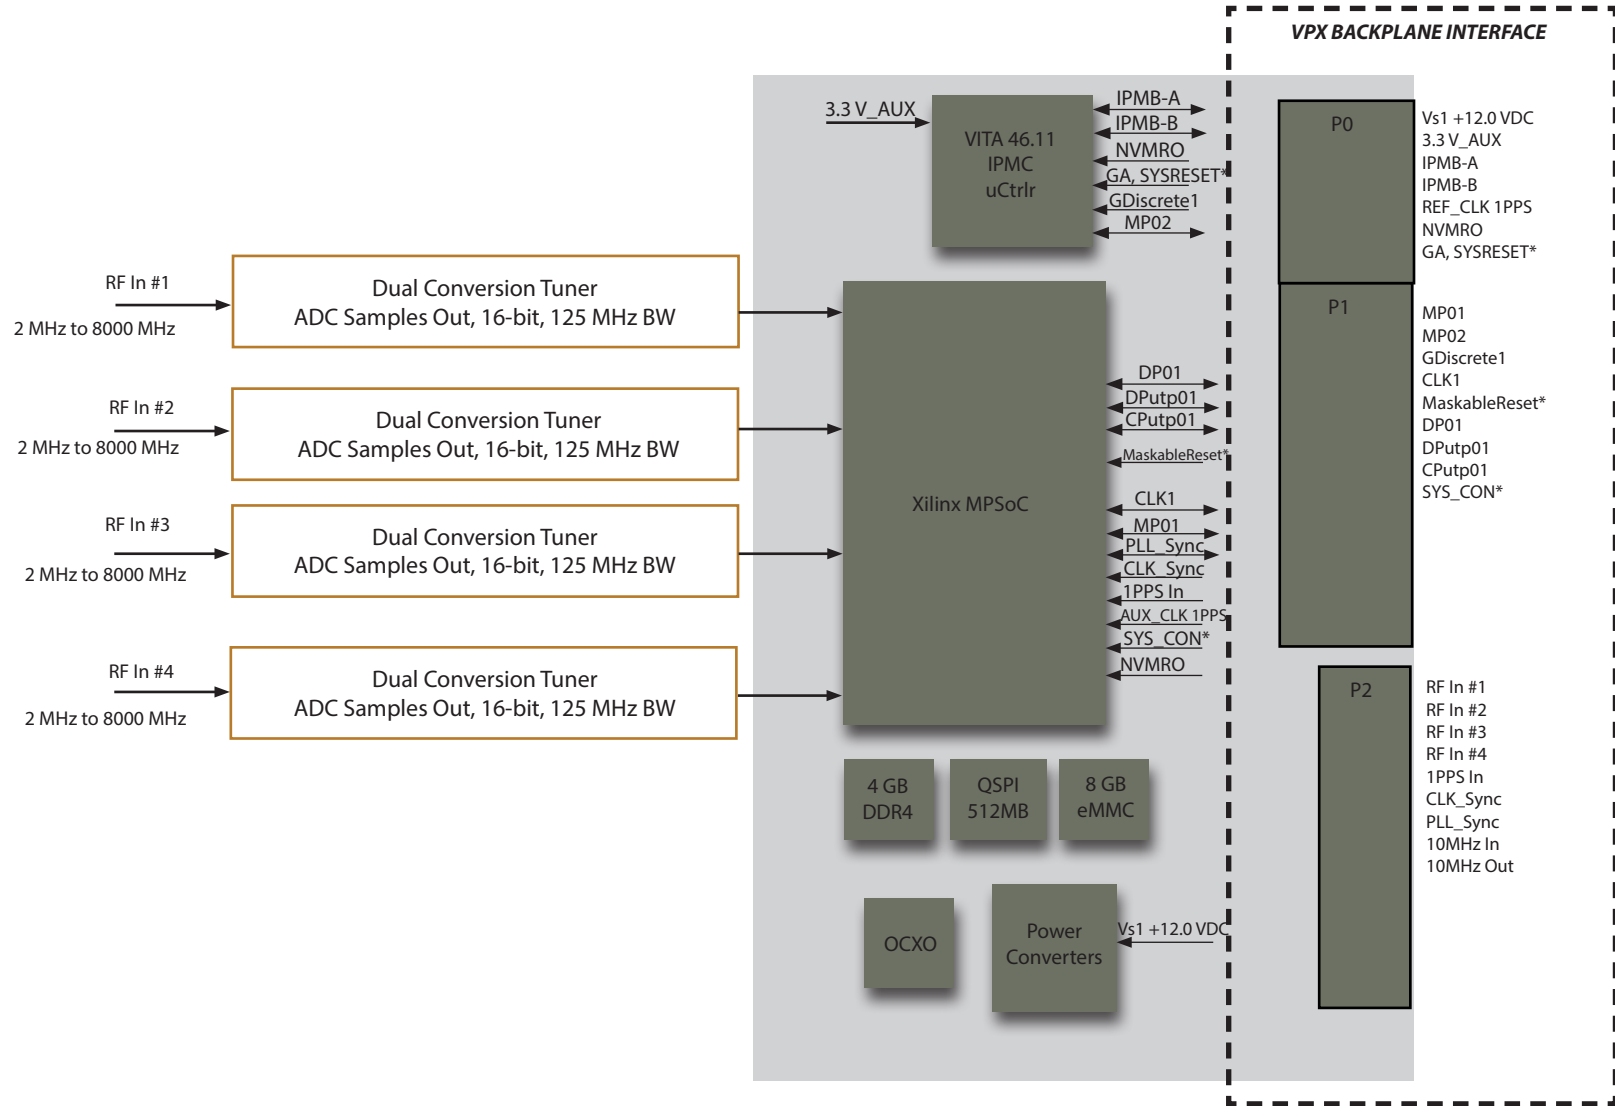 VPX BACKPLANE INTERFACE
3.3 V_AUX
VITA 46.11
IPMC
uCtrlr
IPMB-A
IPMB-B
NVMRO
GA, SYSRESET*
GDiscrete1
MP02
P0
Vs1 +12.0 VDC
3.3 V_AUX
IPMB-A
IPMB-B
REF_CLK 1PPS
NVMRO
GA, SYSRESET*
RF In #1
2 MHz to 8000 MHz
Dual Conversion Tuner
ADC Samples Out, 16-bit, 125 MHz BW
RF In #2
2 MHz to 8000 MHz
Dual Conversion Tuner
ADC Samples Out, 16-bit, 125 MHz BW
RF In #3
2 MHz to 8000 MHz
Dual Conversion Tuner
ADC Samples Out, 16-bit, 125 MHz BW
RF In #4
2 MHz to 8000 MHz
Dual Conversion Tuner
ADC Samples Out, 16-bit, 125 MHz BW
Xilinx MPSoC
DP01
DPutp01
CPutp01
MaskableReset*
CLK1
MP01
PLL_Sync
CLK_Sync
1PPS In
AUX_CLK 1PPS
SYS_CON*
NVMRO
P1
MP01
MP02
GDiscrete1
CLK1
MaskableReset*
DP01
DPutp01
CPutp01
SYS_CON*
P2
RF In #1
RF In #2
RF In #3
RF In #4
1PPS In
CLK_Sync
PLL_Sync
10MHz In
10MHz Out
4 GB
DDR4
QSPI
512MB
8 GB
eMMC
OCXO
Power
Converters
Vs1 +12.0 VDC